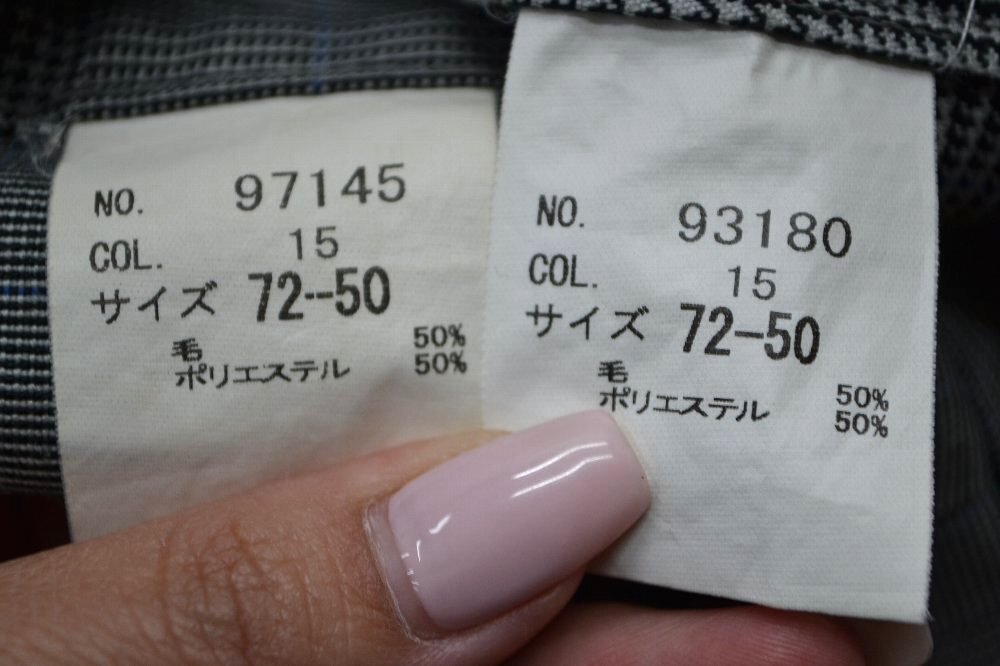 NO. 97145
COL. 15
サイズ 72-50
毛 50%
ポリエステル 50%
NO. 93180
COL. 15
サイズ 72-50
毛 50%
ポリエステル 50%